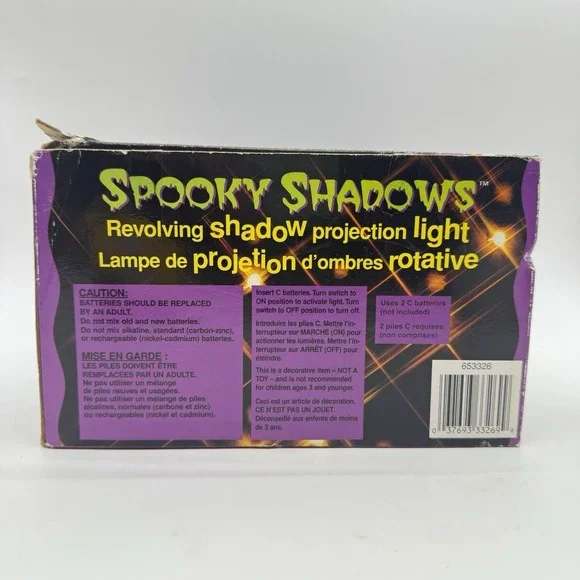 SPOOKY SHADOWS™
Revolving shadow projection light
Lampe de projetion d'ombres rotative
CAUTION:
BATTERIES SHOULD BE REPLACED
BY AN ADULT.
Do not mix old and new batteries.
Do not mix alkaline, standard (carbon-zinc),
or rechargeable (nickel-cadmium) batteries.
MISE EN GARDE :
LES PILES DOIVENT ÊTRE
REMPLACÉES PAR UN ADULTE.
Ne pas utiliser un mélange
de piles neuves et usagées.
Ne pas utiliser un mélange de piles
alcalines, normales (carbone et zinc)
ou rechargeables (nickel et cadmium).
Insert C batteries. Turn switch to
ON position to activate light. Turn
switch to OFF position to turn off.
Introduire les piles C. Mettre l'in-
terrupteur sur MARCHE (ON) pour
actionner les lumières. Mettre l'in-
terrupteur sur ARRÊT (OFF) pour
éteindre.
This is a decorative item – NOT A
TOY – and is not recommended
for children ages 3 and younger.
Ceci est un article de décoration.
CE N'EST PAS UN JOUET.
Déconseillé aux enfants de moins
de 3 ans.
Uses 2 C batteries
(not included)
2 piles C requises
(non comprises)
653326
0 37693 33269 9